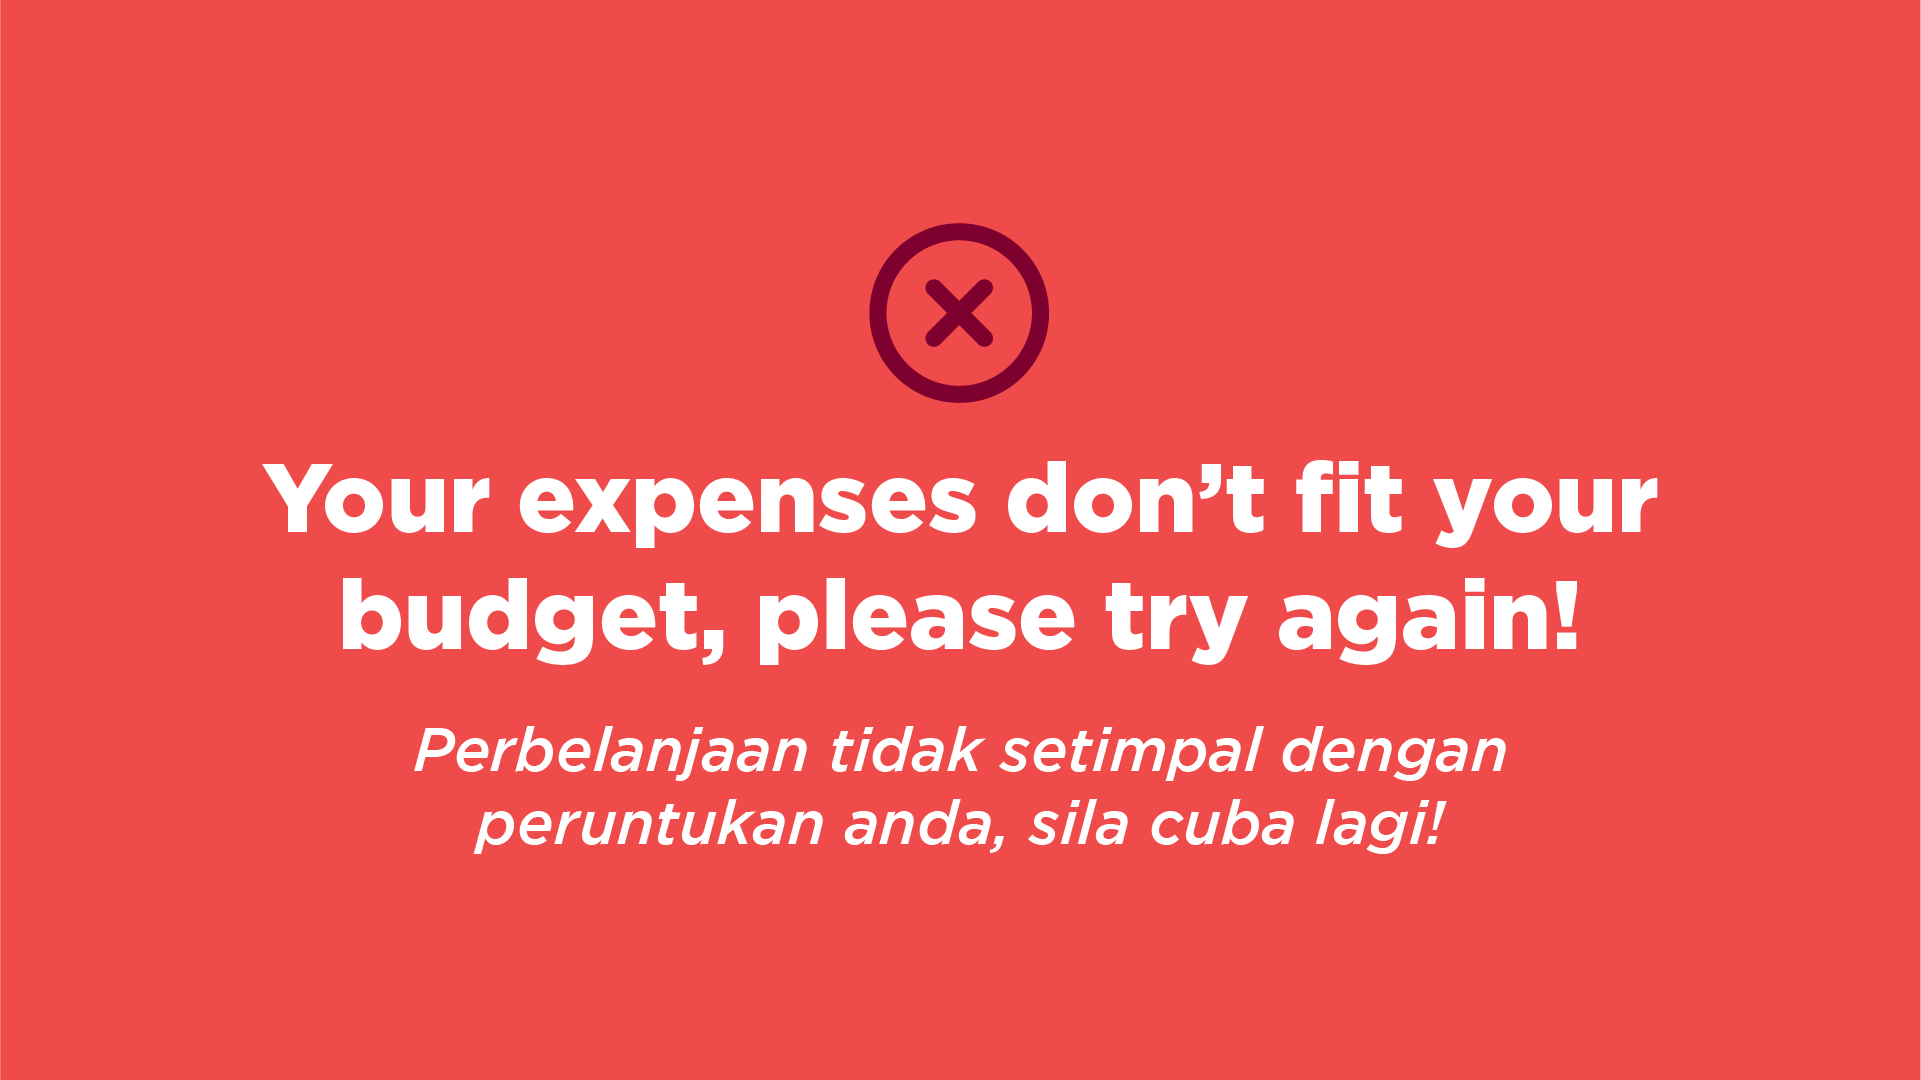 Your expenses don’t fit your
budget, please try again!
Perbelanjaan tidak setimpal dengan
peruntukan anda, sila cuba lagi!